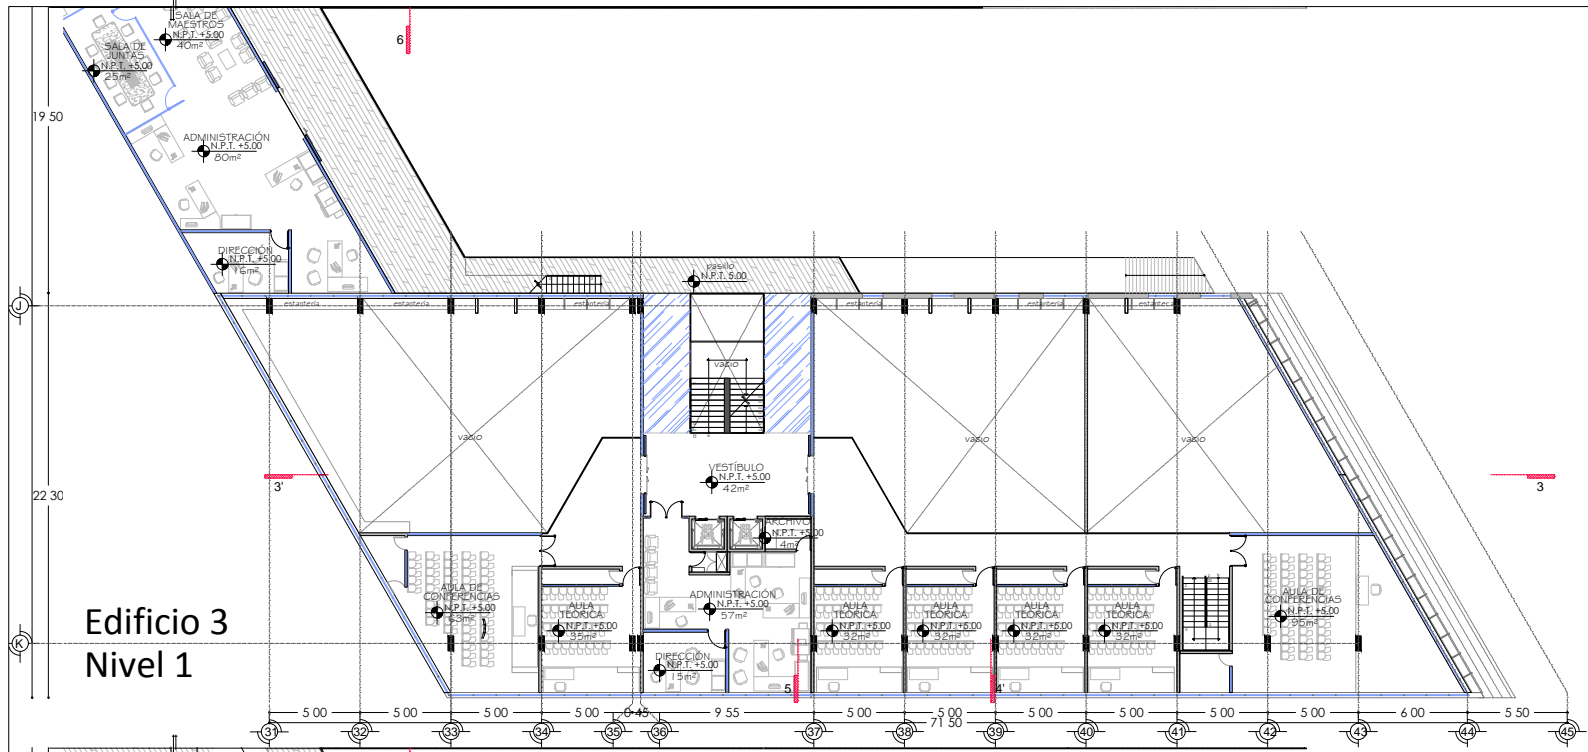 SALA DE
MAESTROS
N.P.T. +5.00
40m²
6
SALA DE
JUNTAS
N.P.T. +5.00
25m²
19 50
ADMINISTRACIÓN
N.P.T. +5.00
80m²
DIRECCIÓN
N.P.T. +5.00
16m²
pasillo
N.P.T. 5.00
J
estantería
estantería
estantería
estantería
estantería
vacio
vacio
vacio
vacio
VESTÍBULO
N.P.T. +5.00
42m²
3'
3
22 30
ARCHIVO
N.P.T. +5.00
4m²
AULA DE
CONFERENCIAS
N.P.T. +5.00
63m²
AULA
TEÓRICA
N.P.T. +5.00
35m²
ADMINISTRACIÓN
N.P.T. +5.00
57m²
AULA
TEÓRICA
N.P.T. +5.00
32m²
AULA
TEÓRICA
N.P.T. +5.00
32m²
AULA
TEÓRICA
N.P.T. +5.00
32m²
AULA
TEÓRICA
N.P.T. +5.00
32m²
AULA DE
CONFERENCIAS
N.P.T. +5.00
95m²
Edificio 3
Nivel 1
K
DIRECCIÓN
N.P.T. +5.00
15m²
5
4'
5 00 5 00 5 00 5 00 0 45 9 55 5 00 5 00 5 00 5 00 5 00 5 00 6 00 5 50
71 50
31 32 33 34 35 36 37 38 39 40 41 42 43 44 45